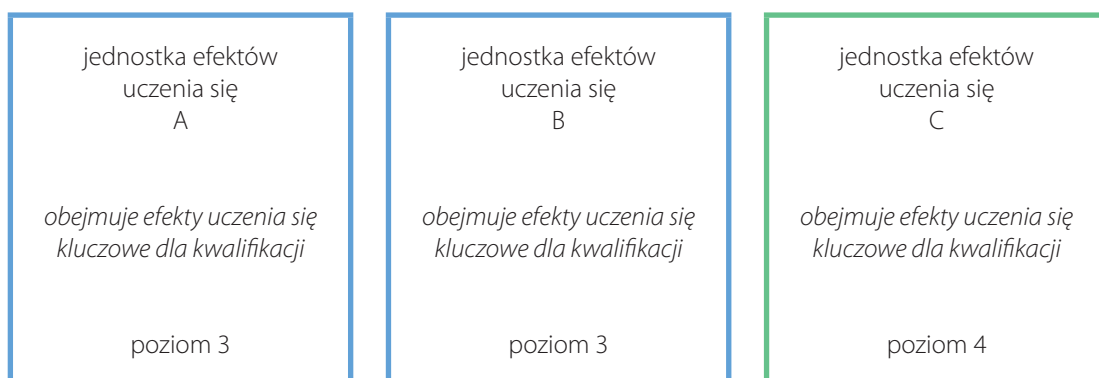 jednostka efektów
uczenia się
A
obejmuje efekty uczenia się
kluczowe dla kwalifikacji
poziom 3
jednostka efektów
uczenia się
B
obejmuje efekty uczenia się
kluczowe dla kwalifikacji
poziom 3
jednostka efektów
uczenia się
C
obejmuje efekty uczenia się
kluczowe dla kwalifikacji
poziom 4